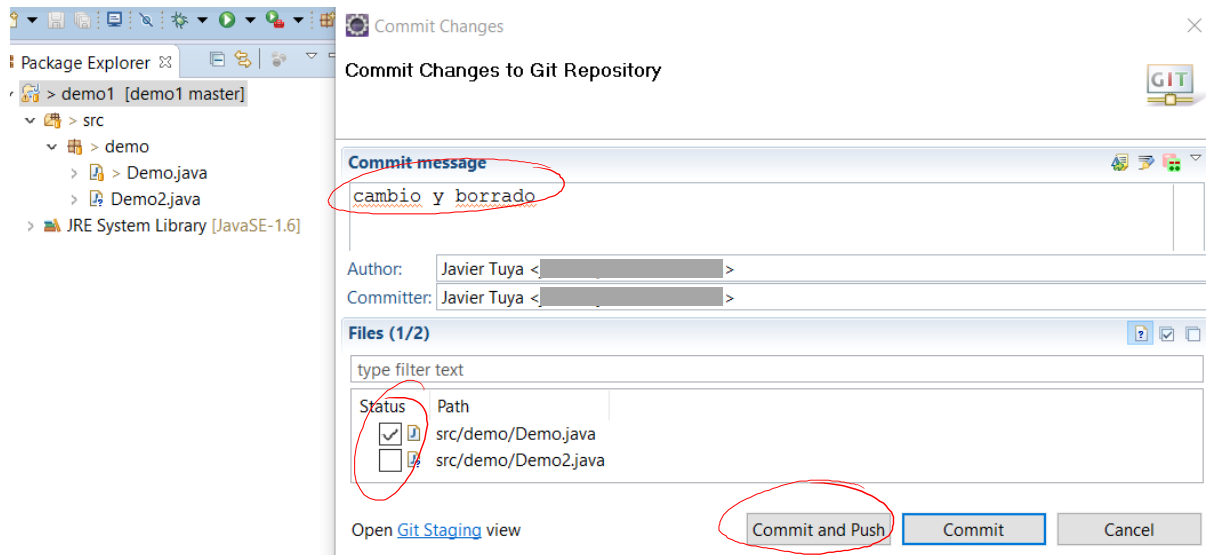 Commit Changes
Package Explorer
Commit Changes to Git Repository
GIT
> demo1 [demo1 master]
> src
> demo
> Demo.java
Demo2.java
JRE System Library [JavaSE-1.6]
Commit message
cambio y borrado
Author: Javier Tuya < >
Committer: Javier Tuya < >
Files (1/2)
type filter text
Status Path
src/demo/Demo.java
src/demo/Demo2.java
Open Git Staging view
Commit and Push
Commit
Cancel